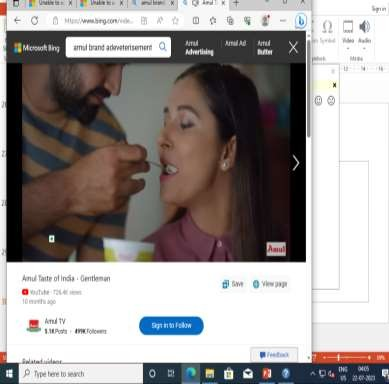 Sign in
Unable to
Unable to
amul brand
Amul T
https://www.bing.com/vide...
Symbol
Video
Audio
Media
Microsoft Bing
amul brand adeveterisement
Amul
Advertising
Amul Ad
Amul
Butter
Amul
Amul Taste of India - Gentleman
YouTube · 726.4K views
10 months ago
Save
View page
Amul TV
5.1K Posts · 499K Followers
Sign in to Follow
Related videos
Feedback
Type here to search
ENG
US
04:05
22-07-2023